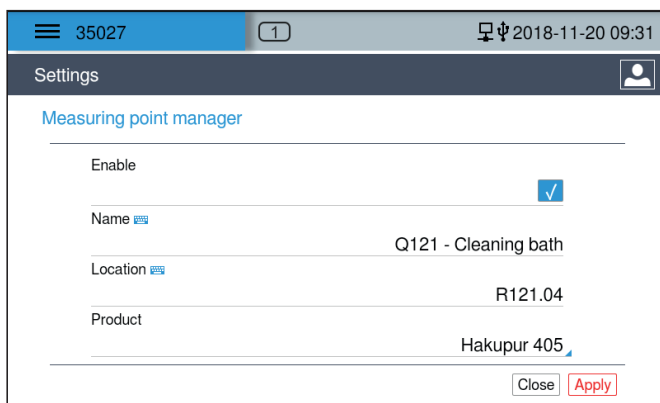 35027 1 2018-11-20 09:31
Settings
Measuring point manager
Enable
Name
Q121 - Cleaning bath
Location
R121.04
Product
Hakupur 405
Close Apply